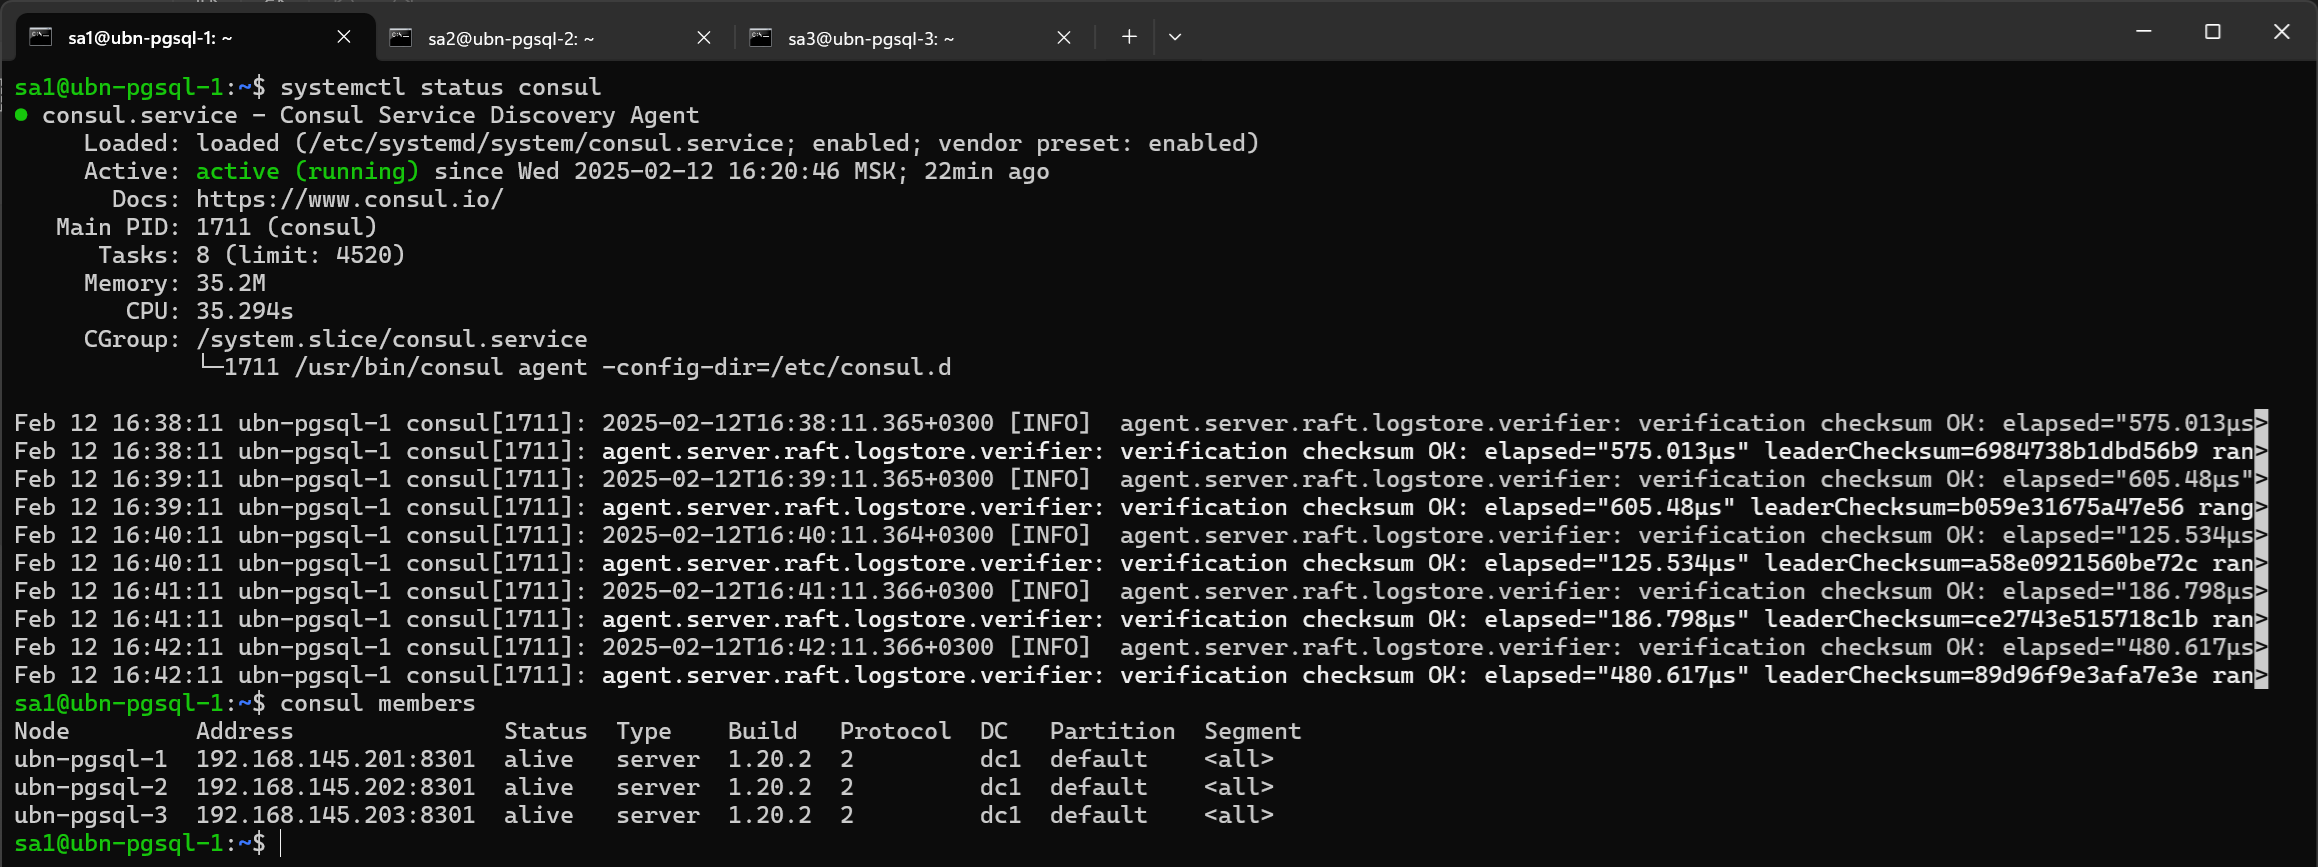 sa1@ubn-pgsql-1: ~
sa2@ubn-pgsql-2: ~
sa3@ubn-pgsql-3: ~
sa1@ubn-pgsql-1:~$ systemctl status consul
● consul.service - Consul Service Discovery Agent
Loaded: loaded (/etc/systemd/system/consul.service; enabled; vendor preset: enabled)
Active: active (running) since Wed 2025-02-12 16:20:46 MSK; 22min ago
Docs: https://www.consul.io/
Main PID: 1711 (consul)
Tasks: 8 (limit: 4520)
Memory: 35.2M
CPU: 35.294s
CGroup: /system.slice/consul.service
└─1711 /usr/bin/consul agent -config-dir=/etc/consul.d
Feb 12 16:38:11 ubn-pgsql-1 consul[1711]: 2025-02-12T16:38:11.365+0300 [INFO]  agent.server.raft.logstore.verifier: verification checksum OK: elapsed="575.013µs>
Feb 12 16:38:11 ubn-pgsql-1 consul[1711]: agent.server.raft.logstore.verifier: verification checksum OK: elapsed="575.013µs" leaderChecksum=6984738b1dbd56b9 ran>
Feb 12 16:39:11 ubn-pgsql-1 consul[1711]: 2025-02-12T16:39:11.365+0300 [INFO]  agent.server.raft.logstore.verifier: verification checksum OK: elapsed="605.48µs">
Feb 12 16:39:11 ubn-pgsql-1 consul[1711]: agent.server.raft.logstore.verifier: verification checksum OK: elapsed="605.48µs" leaderChecksum=b059e31675a47e56 rang>
Feb 12 16:40:11 ubn-pgsql-1 consul[1711]: 2025-02-12T16:40:11.364+0300 [INFO]  agent.server.raft.logstore.verifier: verification checksum OK: elapsed="125.534µs>
Feb 12 16:40:11 ubn-pgsql-1 consul[1711]: agent.server.raft.logstore.verifier: verification checksum OK: elapsed="125.534µs" leaderChecksum=a58e0921560be72c ran>
Feb 12 16:41:11 ubn-pgsql-1 consul[1711]: 2025-02-12T16:41:11.366+0300 [INFO]  agent.server.raft.logstore.verifier: verification checksum OK: elapsed="186.798µs>
Feb 12 16:41:11 ubn-pgsql-1 consul[1711]: agent.server.raft.logstore.verifier: verification checksum OK: elapsed="186.798µs" leaderChecksum=ce2743e515718c1b ran>
Feb 12 16:42:11 ubn-pgsql-1 consul[1711]: 2025-02-12T16:42:11.366+0300 [INFO]  agent.server.raft.logstore.verifier: verification checksum OK: elapsed="480.617µs>
Feb 12 16:42:11 ubn-pgsql-1 consul[1711]: agent.server.raft.logstore.verifier: verification checksum OK: elapsed="480.617µs" leaderChecksum=89d96f9e3afa7e3e ran>
sa1@ubn-pgsql-1:~$ consul members
Node         Address               Status  Type    Build   Protocol  DC   Partition  Segment
ubn-pgsql-1  192.168.145.201:8301  alive   server  1.20.2  2         dc1  default    <all>
ubn-pgsql-2  192.168.145.202:8301  alive   server  1.20.2  2         dc1  default    <all>
ubn-pgsql-3  192.168.145.203:8301  alive   server  1.20.2  2         dc1  default    <all>
sa1@ubn-pgsql-1:~$